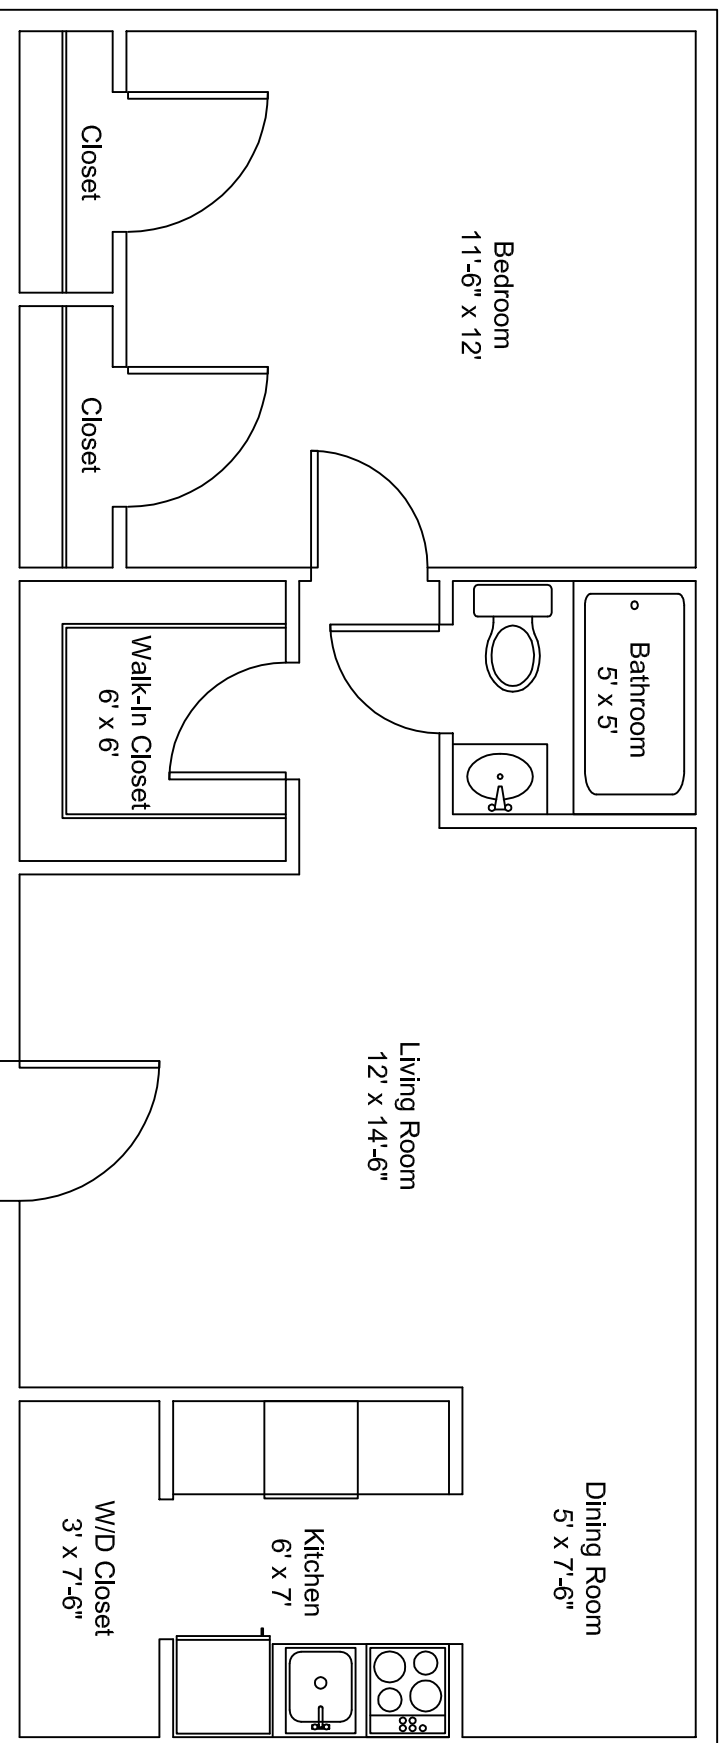 Closet
Closet
Bedroom
11'-6" x 12'
Bathroom
5' x 5'
Walk-In Closet
6' x 6'
Living Room
12' x 14'-6"
Dining Room
5' x 7'-6"
Kitchen
6' x 7'
W/D Closet
3' x 7'-6"